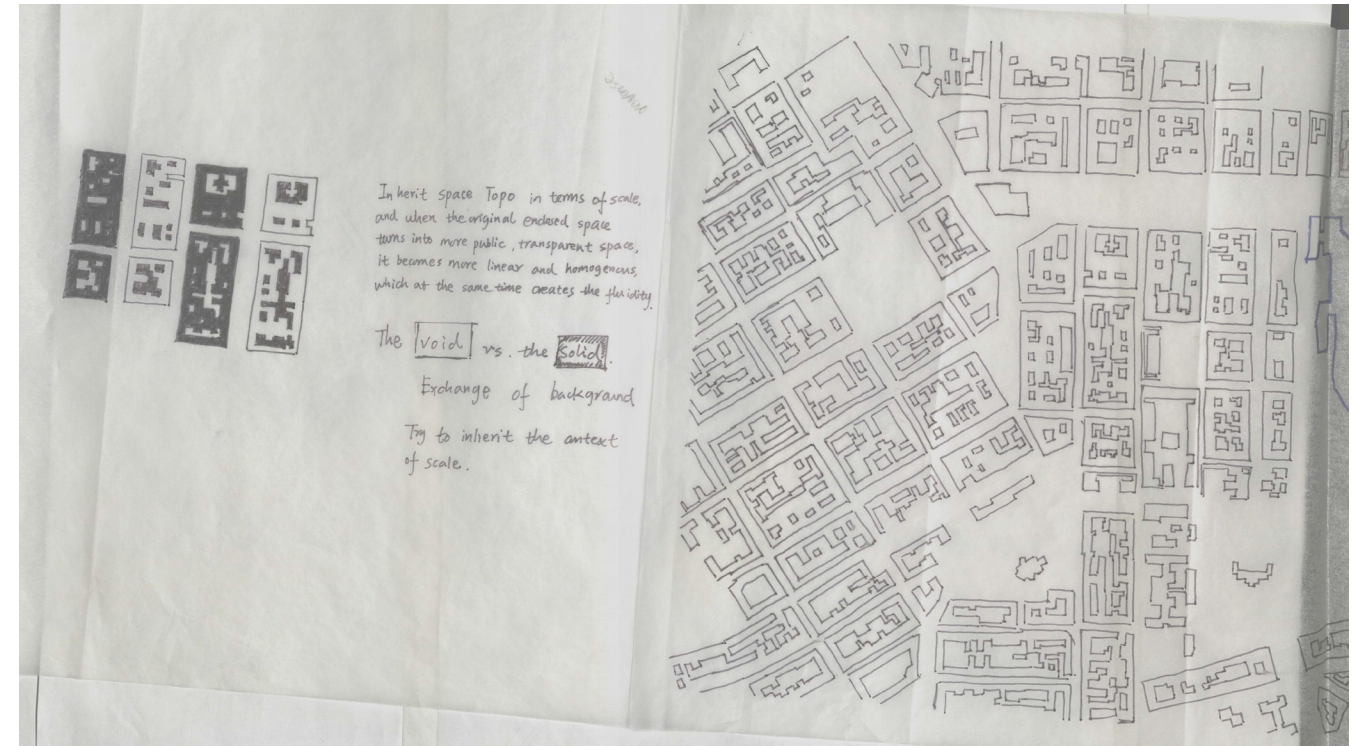 Inherit space Topo in terms of scale,
and when the original enclosed space
turns into more public, transparent space,
it becomes more linear and homogenous,
which at the same time creates the fluidity.
The void vs. the Solid.
Exchange of background
Try to inherit the context
of scale.